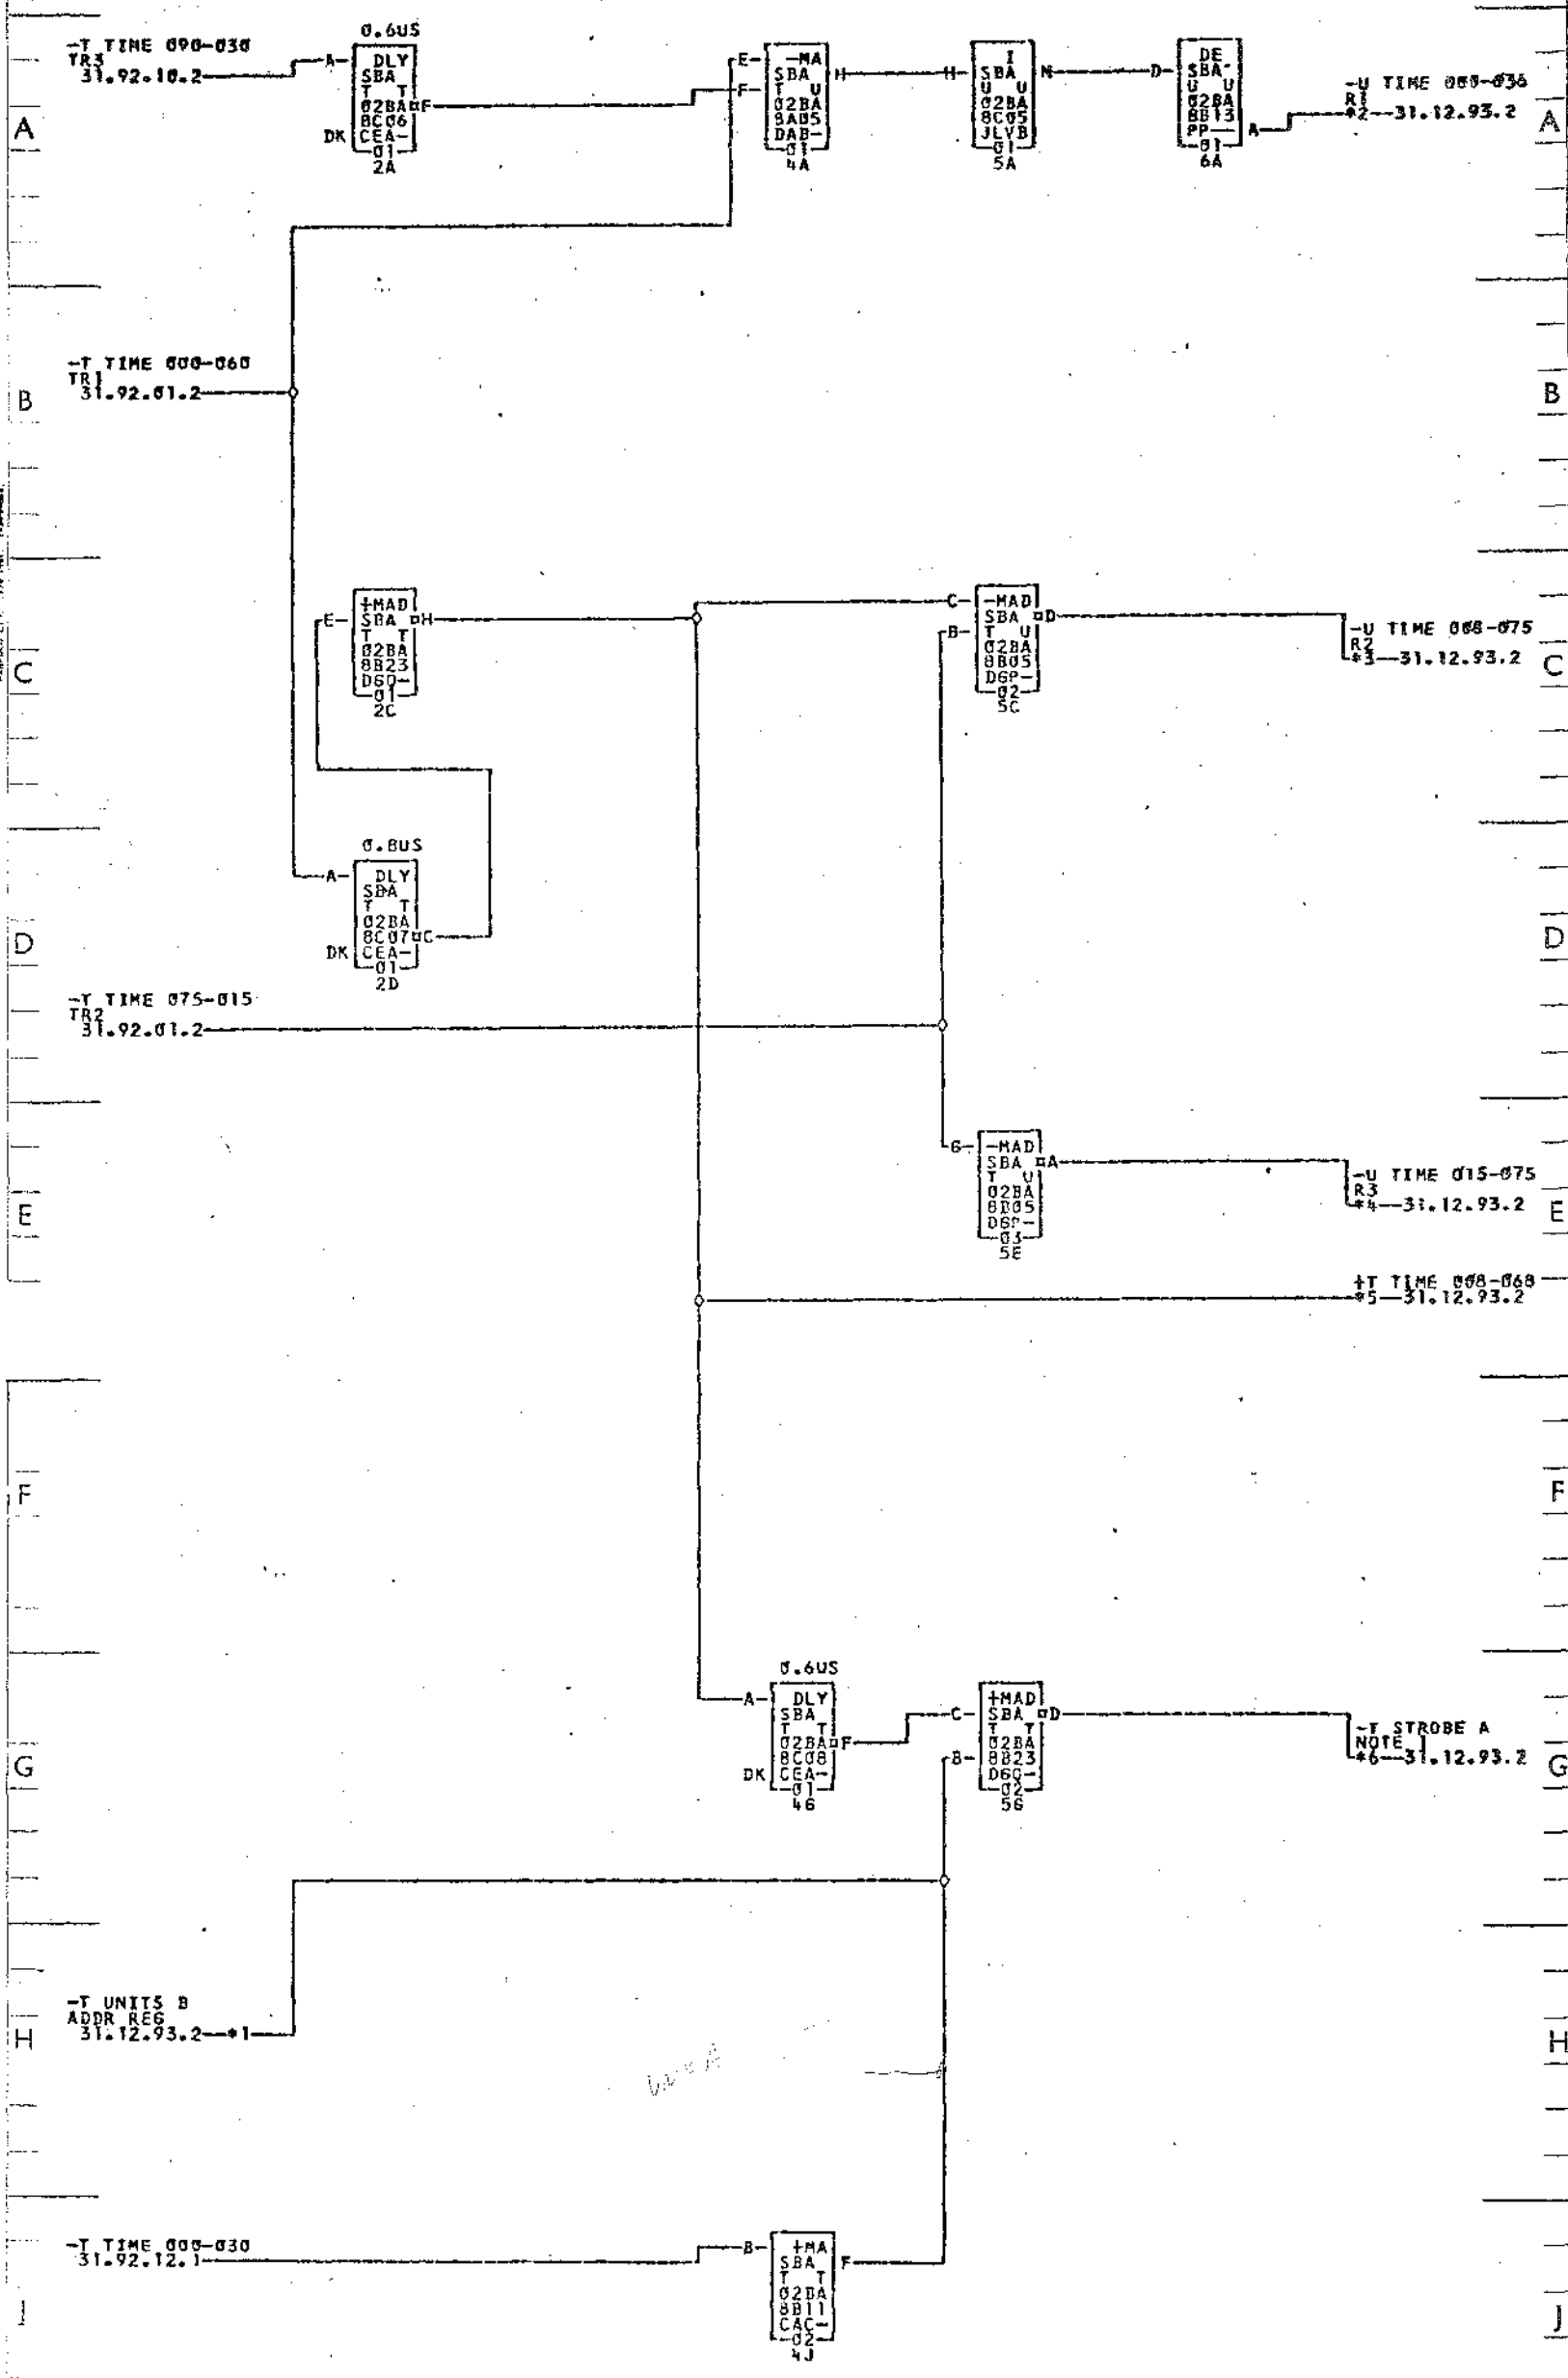 0.6US
-T TIME 090-030
TR3
31.92.10.2
A- DLY
SBA
T T
02BA F
8C06
DK CEA-
01
2A
E- -MA
SBA H
F- T U
02BA
8A05
DAB-
01
4A
H- I
SBA N
U U
02BA
8C05
JLVB
01
5A
D- DE
SBA
U U
02BA
8B13
PP-- A
01
6A
-U TIME
R1
*2--31.12.93.2
A
A
-T TIME 000-060
TR1
31.92.01.2
B
B
+MAD
E- SBA H
T T
02BA
8B23
D6Q-
01
2C
C- -MAD
SBA D
B- T U
02BA
8B05
D6P-
02
5C
-U TIME 068-075
R2
*3--31.12.93.2
C
C
0.8US
A- DLY
SBA
T T
02BA
8C07 C
DK CEA-
01
2D
D
D
-T TIME 075-015
TR2
31.92.01.2
-MAD
SBA A
T U
02BA
8B05
D6P-
03
5E
-U TIME 015-075
R3
*4--31.12.93.2
E
E
+T TIME 008-068
*5--31.12.93.2
F
F
0.6US
A- DLY
SBA
T T
02BA F
8C08
DK CEA-
01
4G
C- +MAD
SBA D
T T
02BA
B- 8B23
D6Q-
02
5G
-T STROBE A
NOTE 1
*6--31.12.93.2
G
G
-T UNITS B
ADDR REG
31.12.93.2--*1
H
H
-T TIME 000-030
31.92.12.1
B- +MA
SBA F
T T
02BA
8B11
CAC-
02
4J
J
J